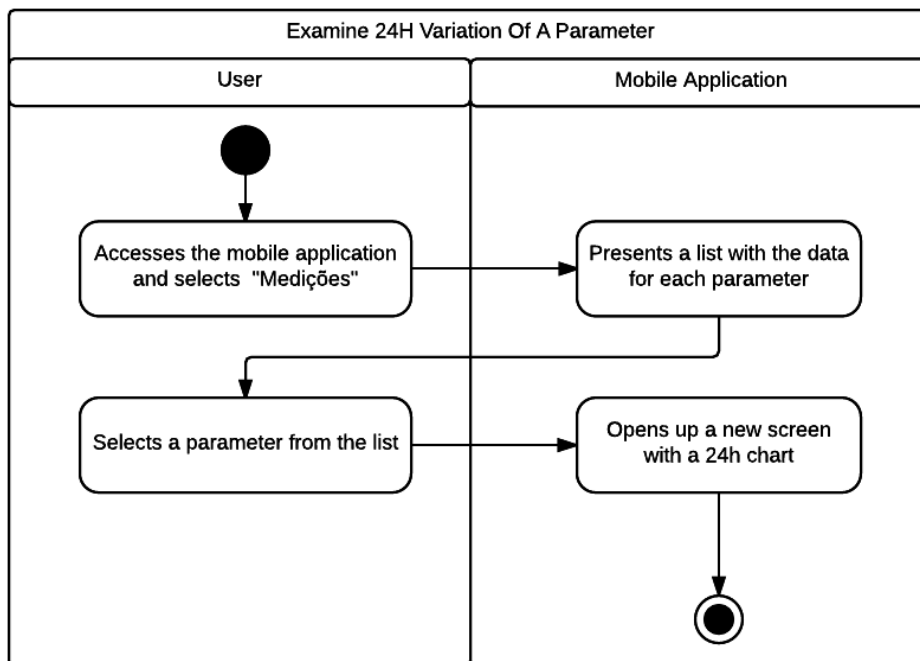 Examine 24H Variation Of A Parameter
User
Mobile Application
Accesses the mobile application
and selects "Medições"
Presents a list with the data
for each parameter
Selects a parameter from the list
Opens up a new screen
with a 24h chart